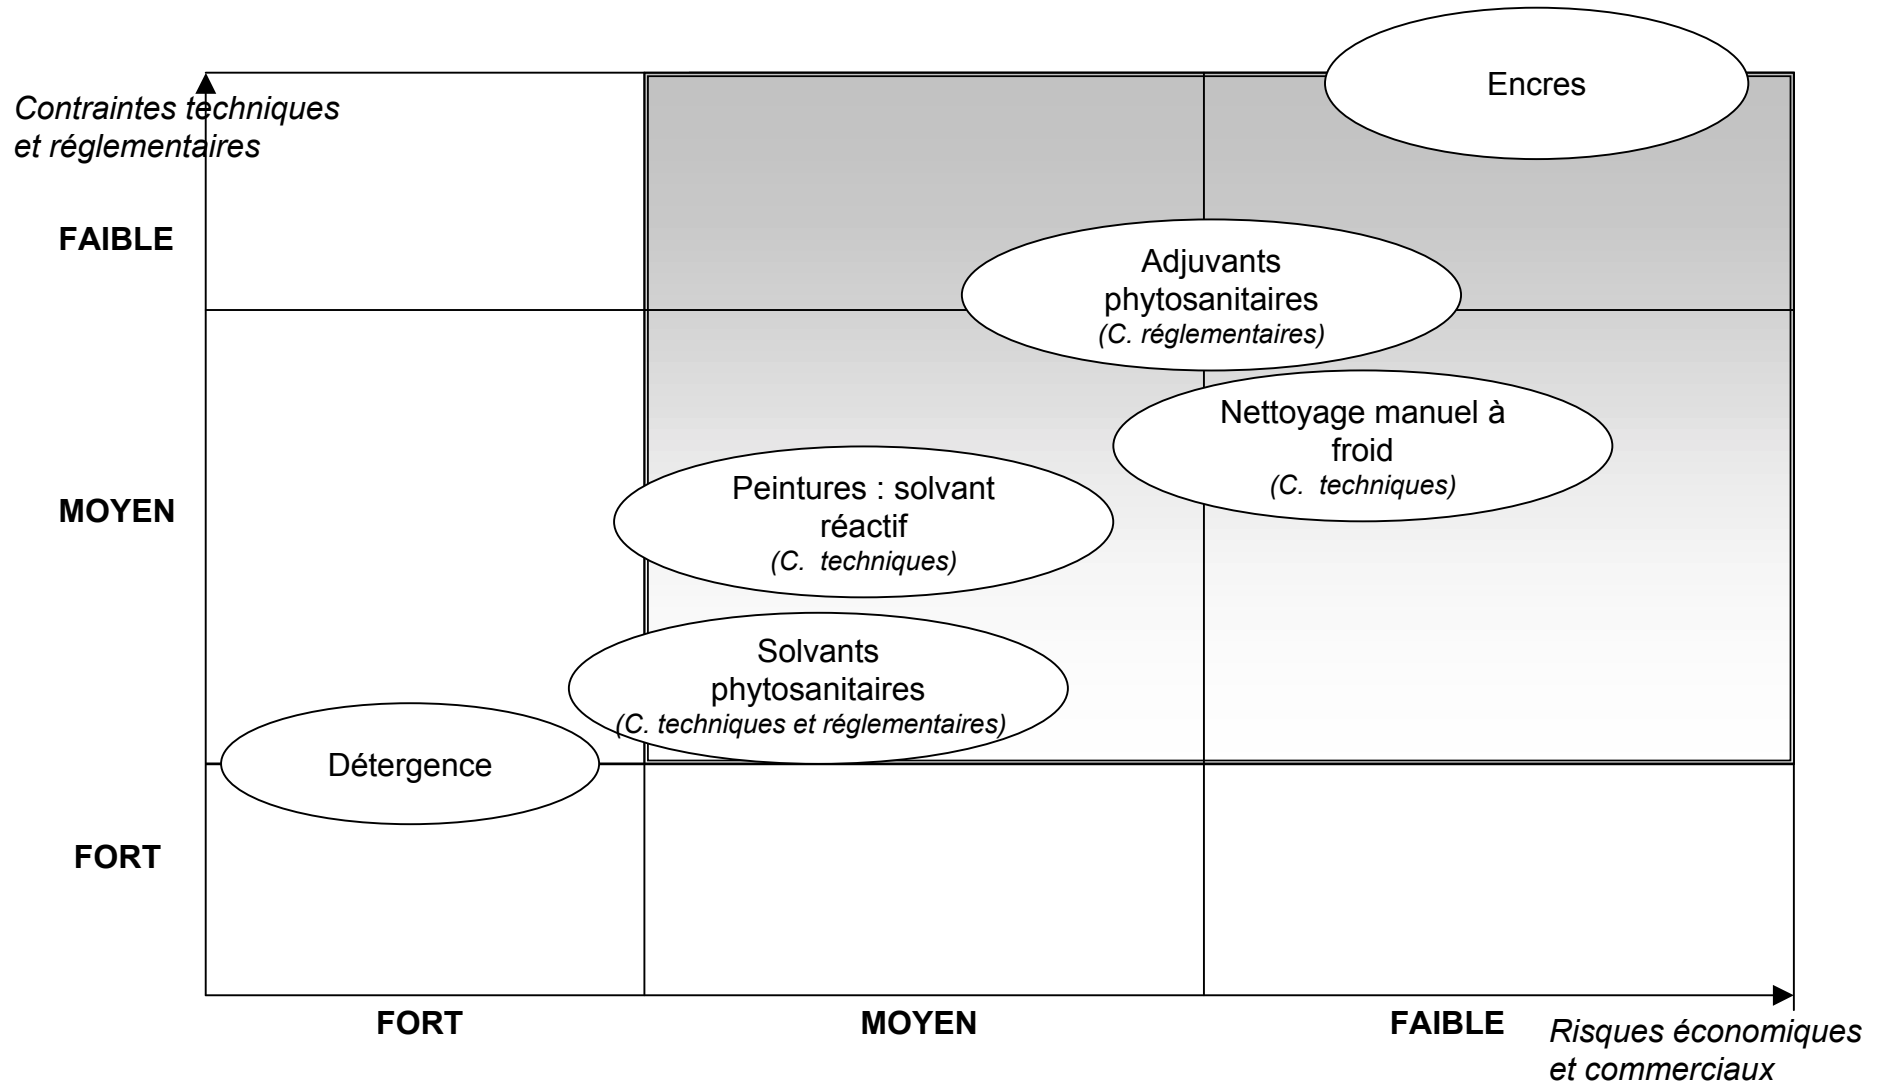 Encres
Contraintes techniques
et réglementaires
FAIBLE
Adjuvants
phytosanitaires
(C. réglementaires)
Nettoyage manuel à
froid
(C. techniques)
MOYEN
Peintures : solvant
réactif
(C. techniques)
Solvants
phytosanitaires
(C. techniques et réglementaires)
Détergence
FORT
FORT
MOYEN
FAIBLE
Risques économiques
et commerciaux